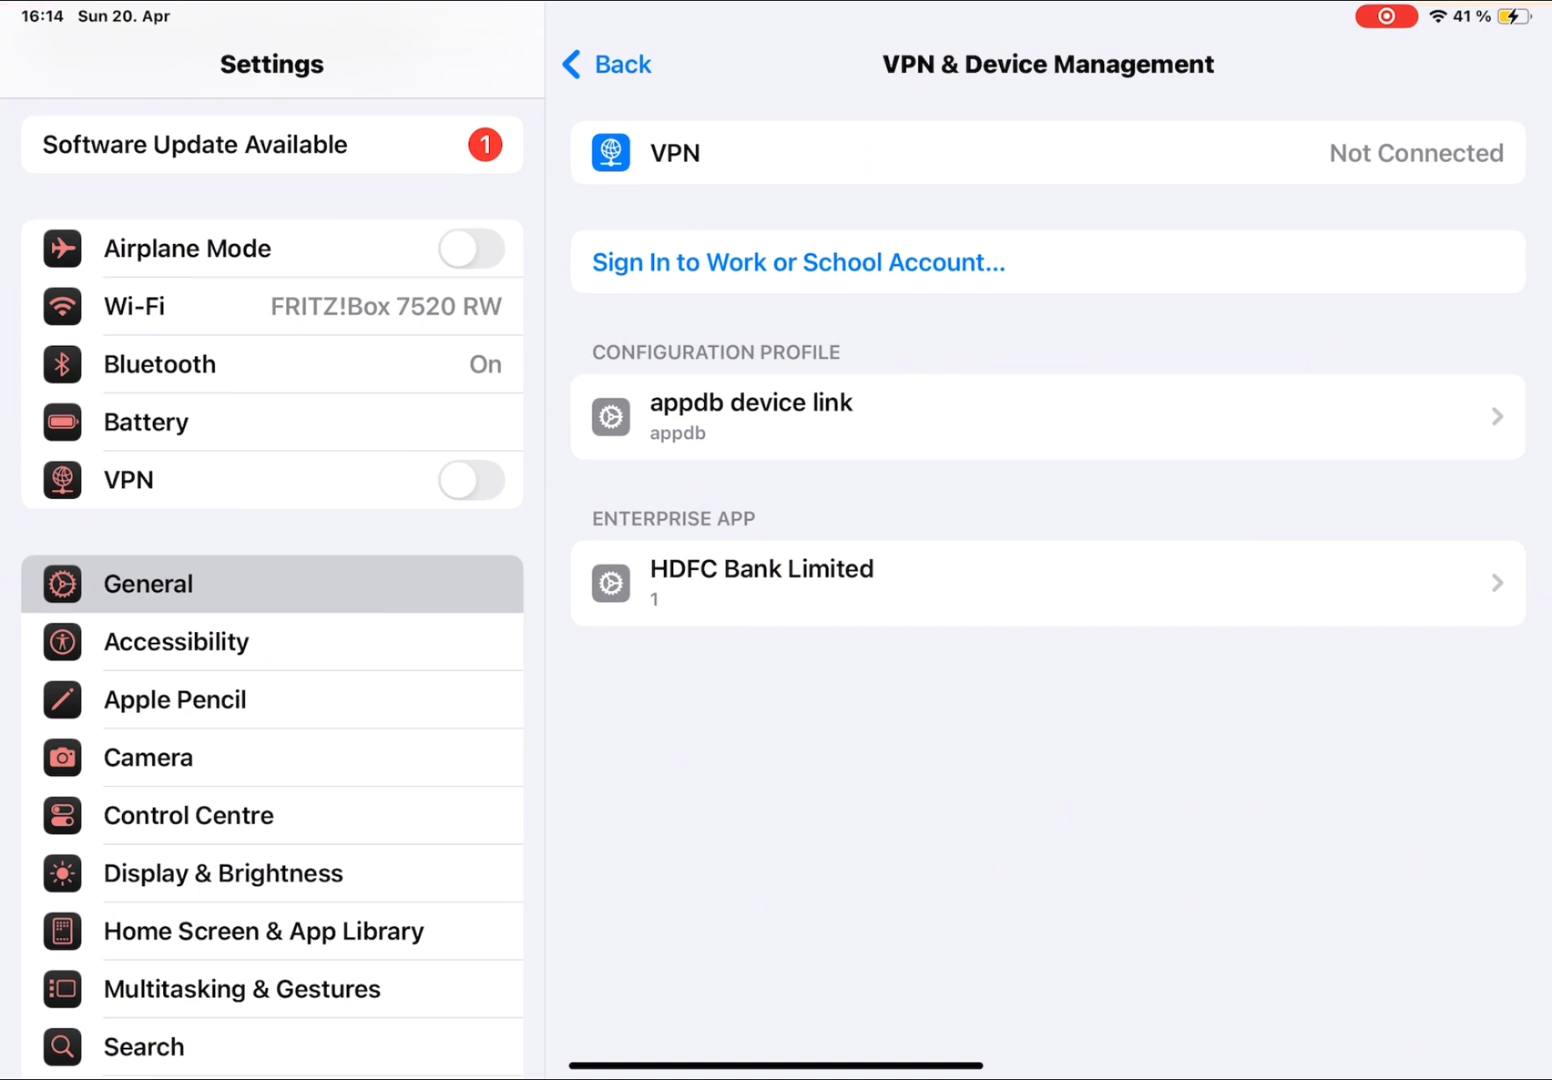 16:14 Sun 20. Apr
41 %
Settings
Software Update Available 1
Airplane Mode
Wi-Fi FRITZ!Box 7520 RW
Bluetooth On
Battery
VPN
General
Accessibility
Apple Pencil
Camera
Control Centre
Display & Brightness
Home Screen & App Library
Multitasking & Gestures
Search
Back
VPN & Device Management
VPN Not Connected
Sign In to Work or School Account...
CONFIGURATION PROFILE
appdb device link
appdb
ENTERPRISE APP
HDFC Bank Limited
1